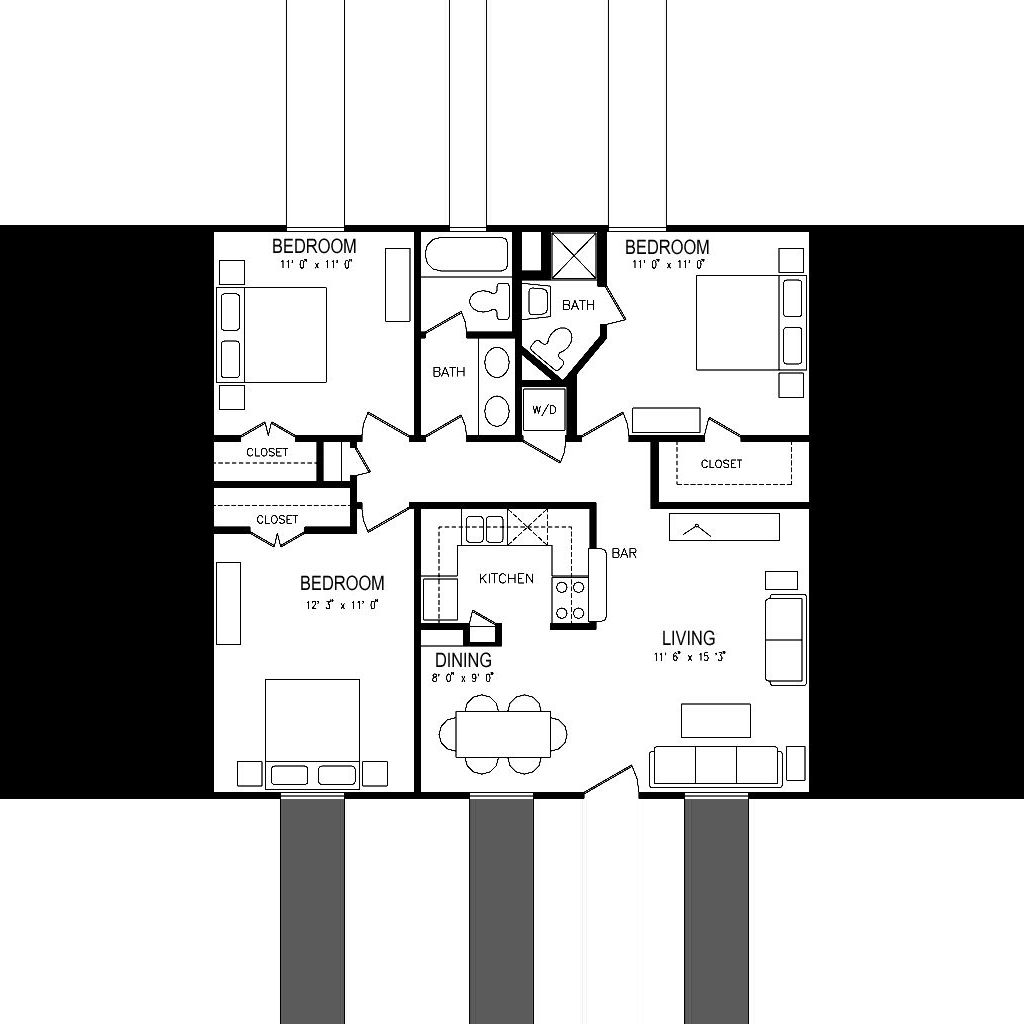 BEDROOM
11' 0" x 11' 0"
BEDROOM
11' 0" x 11' 0"
BATH
BATH
W/D
CLOSET
CLOSET
CLOSET
BAR
KITCHEN
BEDROOM
12' 3" x 11' 0"
LIVING
11' 6" x 15 '3"
DINING
8' 0" x 9' 0"